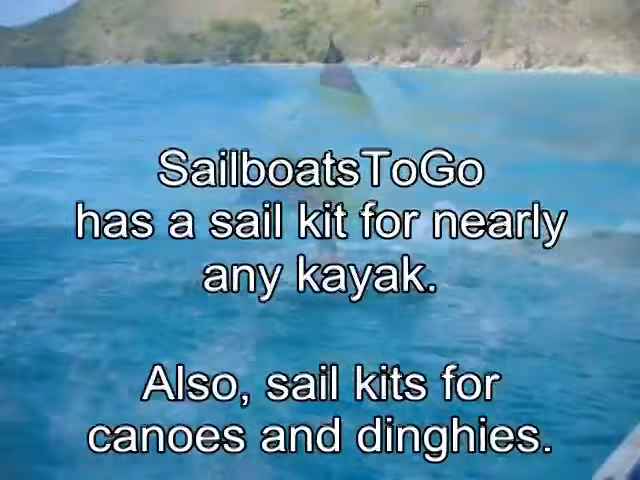 SailboatsToGo
has a sail kit for nearly
any kayak.
Also, sail kits for
canoes and dinghies.